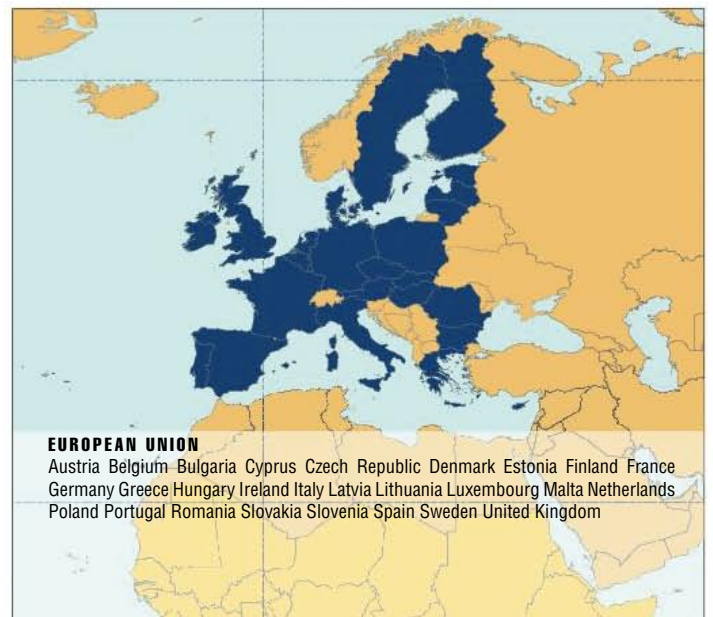 EUROPEAN UNION
Austria Belgium Bulgaria Cyprus Czech Republic Denmark Estonia Finland France
Germany Greece Hungary Ireland Italy Latvia Lithuania Luxembourg Malta Netherlands
Poland Portugal Romania Slovakia Slovenia Spain Sweden United Kingdom